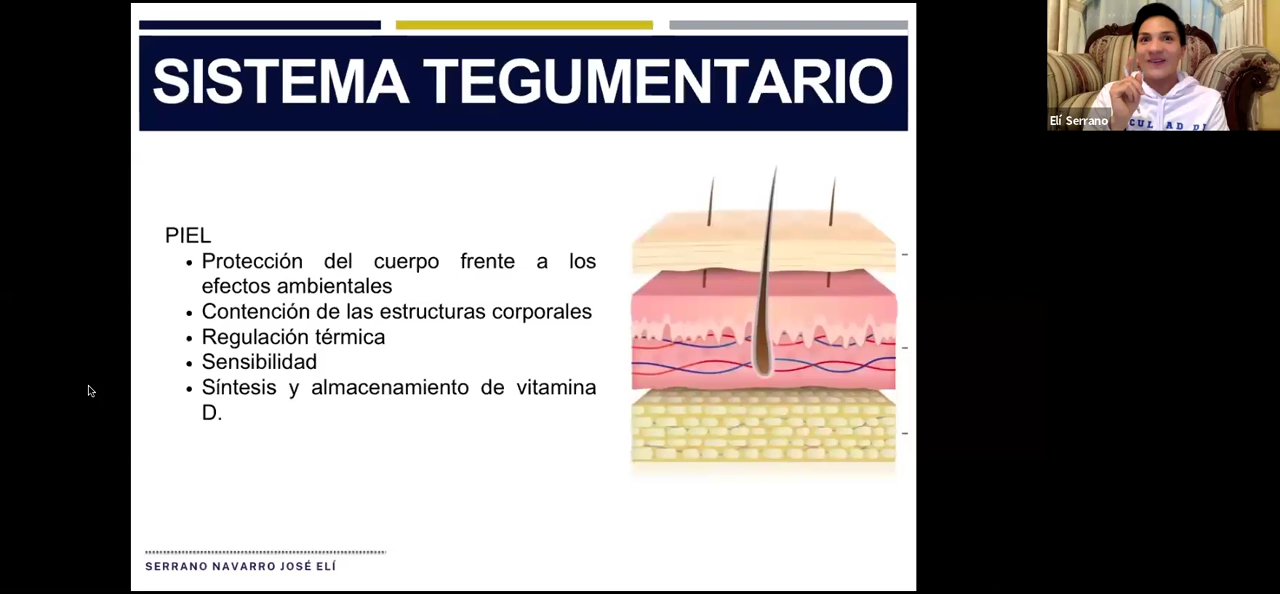 SISTEMA TEGUMENTARIO
Elí Serrano
PIEL
• Protección del cuerpo frente a los
efectos ambientales
• Contención de las estructuras corporales
• Regulación térmica
• Sensibilidad
• Síntesis y almacenamiento de vitamina
D.
SERRANO NAVARRO JOSÉ ELÍ